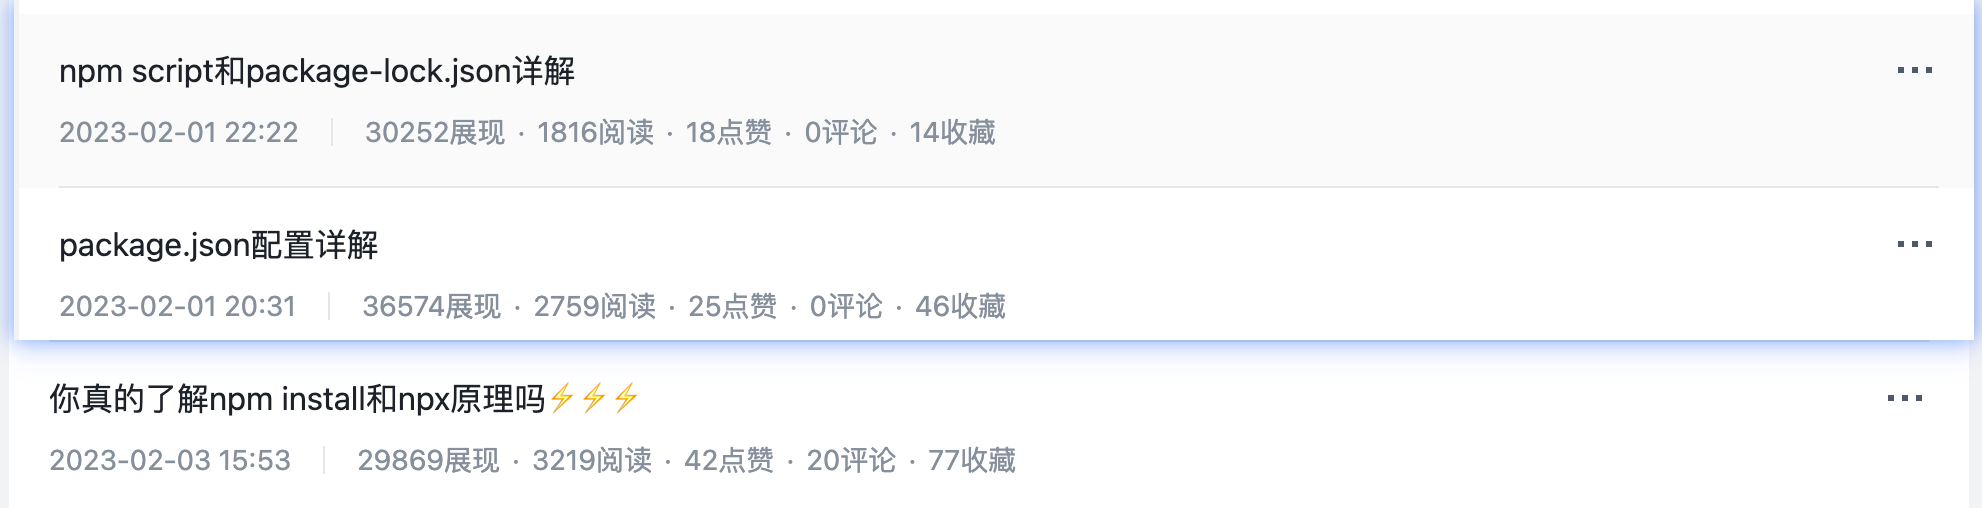 npm script和package-lock.json详解
2023-02-01 22:22 30252展现 · 1816阅读 · 18点赞 · 0评论 · 14收藏
package.json配置详解
2023-02-01 20:31 36574展现 · 2759阅读 · 25点赞 · 0评论 · 46收藏
你真的了解npm install和npx原理吗⚡⚡⚡
2023-02-03 15:53 29869展现 · 3219阅读 · 42点赞 · 20评论 · 77收藏